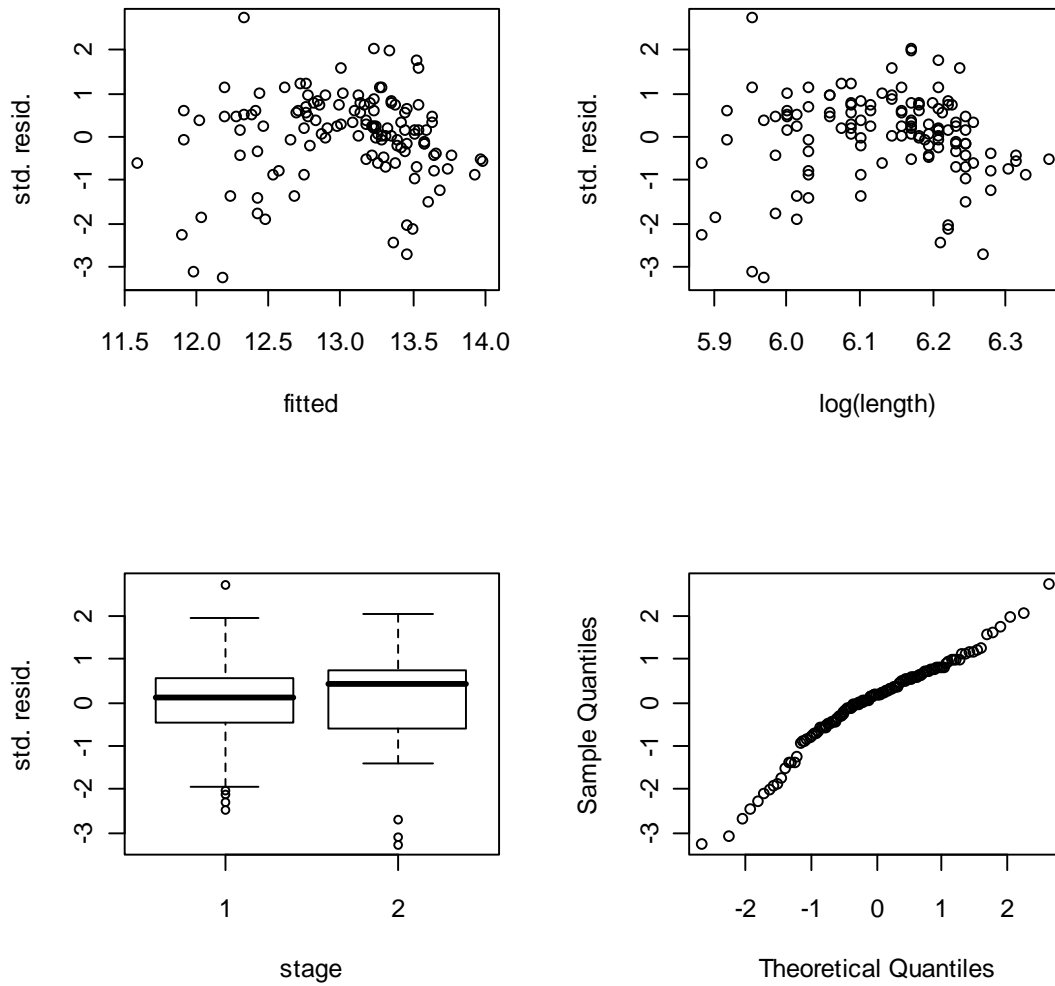 std. resid.
2
1
0
-1
-2
-3
11.5 12.0 12.5 13.0 13.5 14.0
fitted
std. resid.
2
1
0
-1
-2
-3
5.9 6.0 6.1 6.2 6.3
log(length)
std. resid.
2
1
0
-1
-2
-3
1 2
stage
Sample Quantiles
2
1
0
-1
-2
-3
-2 -1 0 1 2
Theoretical Quantiles